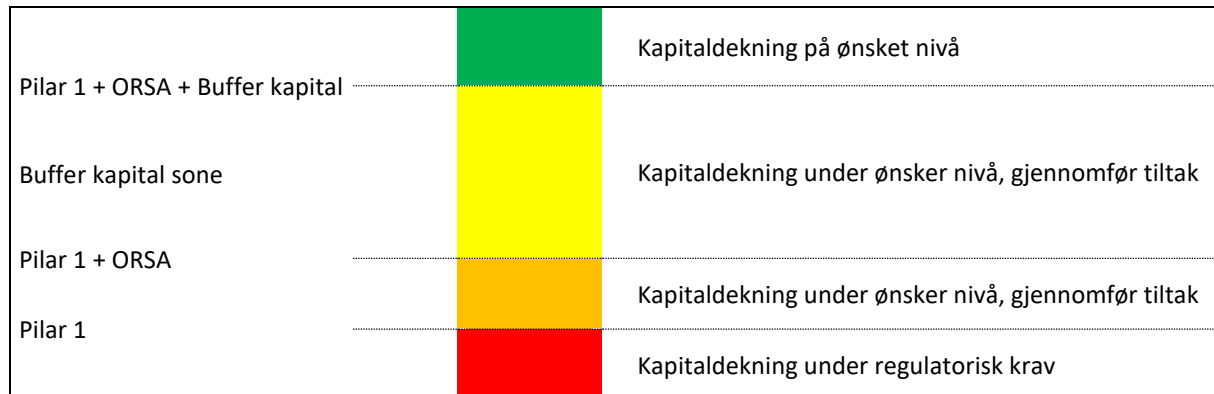 Kapitaldekning på ønsket nivå
Pilar 1 + ORSA + Buffer kapital
Buffer kapital sone
Kapitaldekning under ønsker nivå, gjennomfør tiltak
Pilar 1 + ORSA
Kapitaldekning under ønsker nivå, gjennomfør tiltak
Pilar 1
Kapitaldekning under regulatorisk krav